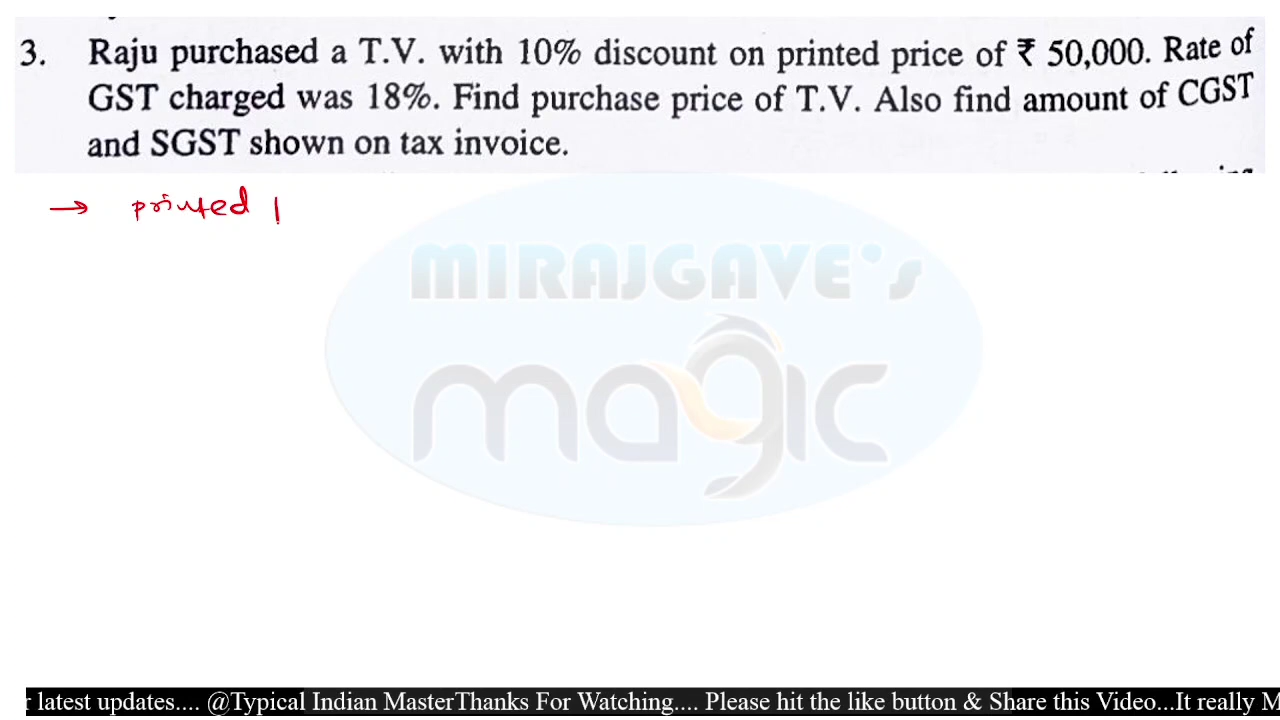 3. Raju purchased a T.V. with 10% discount on printed price of ₹ 50,000. Rate of
GST charged was 18%. Find purchase price of T.V. Also find amount of CGST
and SGST shown on tax invoice.
→ printed
MIRAJGAVE's
magic
latest updates.... @Typical Indian MasterThanks For Watching.... Please hit the like button & Share this Video...It really